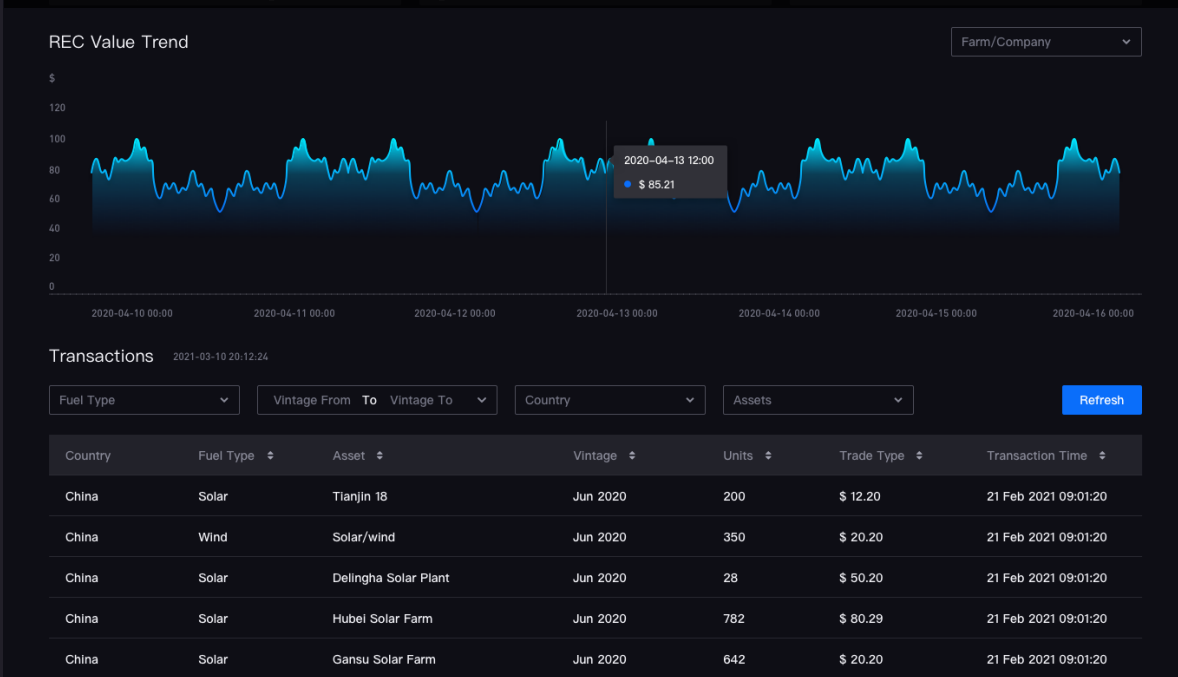 REC Value Trend Farm/Company
$
120
100
80
60
40
20
0
2020-04-13 12:00
$ 85.21
2020-04-10 00:00 2020-04-11 00:00 2020-04-12 00:00 2020-04-13 00:00 2020-04-14 00:00 2020-04-15 00:00 2020-04-16 00:00
Transactions 2021-03-10 20:12:24
Fuel Type Vintage From To Vintage To Country Assets Refresh
Country Fuel Type Asset Vintage Units Trade Type Transaction Time
China Solar Tianjin 18 Jun 2020 200 $ 12.20 21 Feb 2021 09:01:20
China Wind Solar/wind Jun 2020 350 $ 20.20 21 Feb 2021 09:01:20
China Solar Delingha Solar Plant Jun 2020 28 $ 50.20 21 Feb 2021 09:01:20
China Solar Hubei Solar Farm Jun 2020 782 $ 80.29 21 Feb 2021 09:01:20
China Solar Gansu Solar Farm Jun 2020 642 $ 20.20 21 Feb 2021 09:01:20